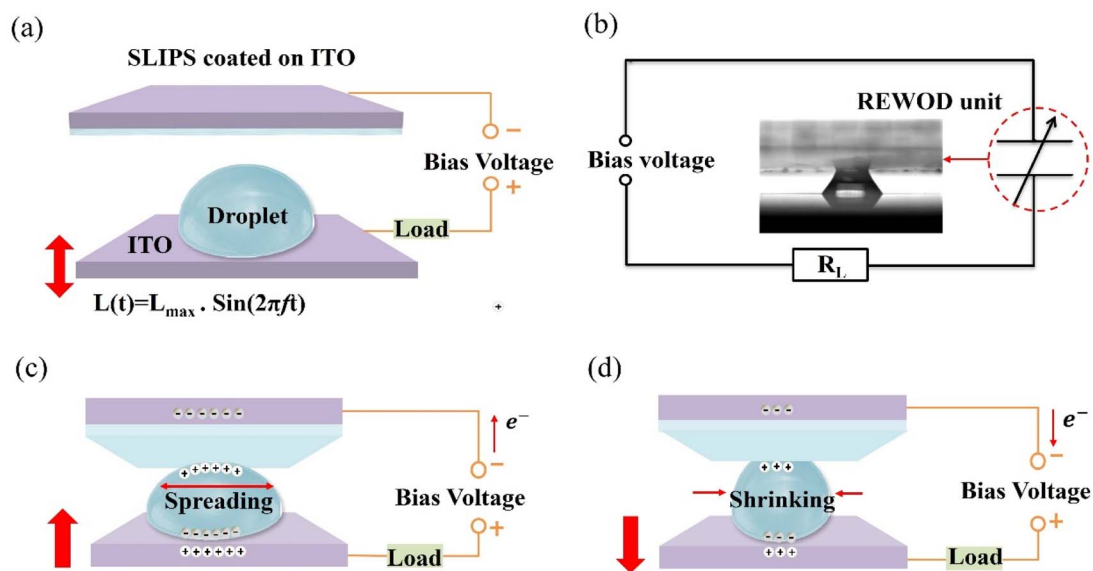 (a)
SLIPS coated on ITO
−
Bias Voltage
+
Droplet
Load
ITO
L(t)=Lmax . Sin(2πft)
+
(b)
REWOD unit
Bias voltage
RL
(c)
- - - - - -
e−
−
+ + + + + +
Spreading
Bias Voltage
- - - - - -
+
+ + + + + +
Load
(d)
- - -
e−
−
+ + +
Shrinking
Bias Voltage
- - -
+
+ + +
Load